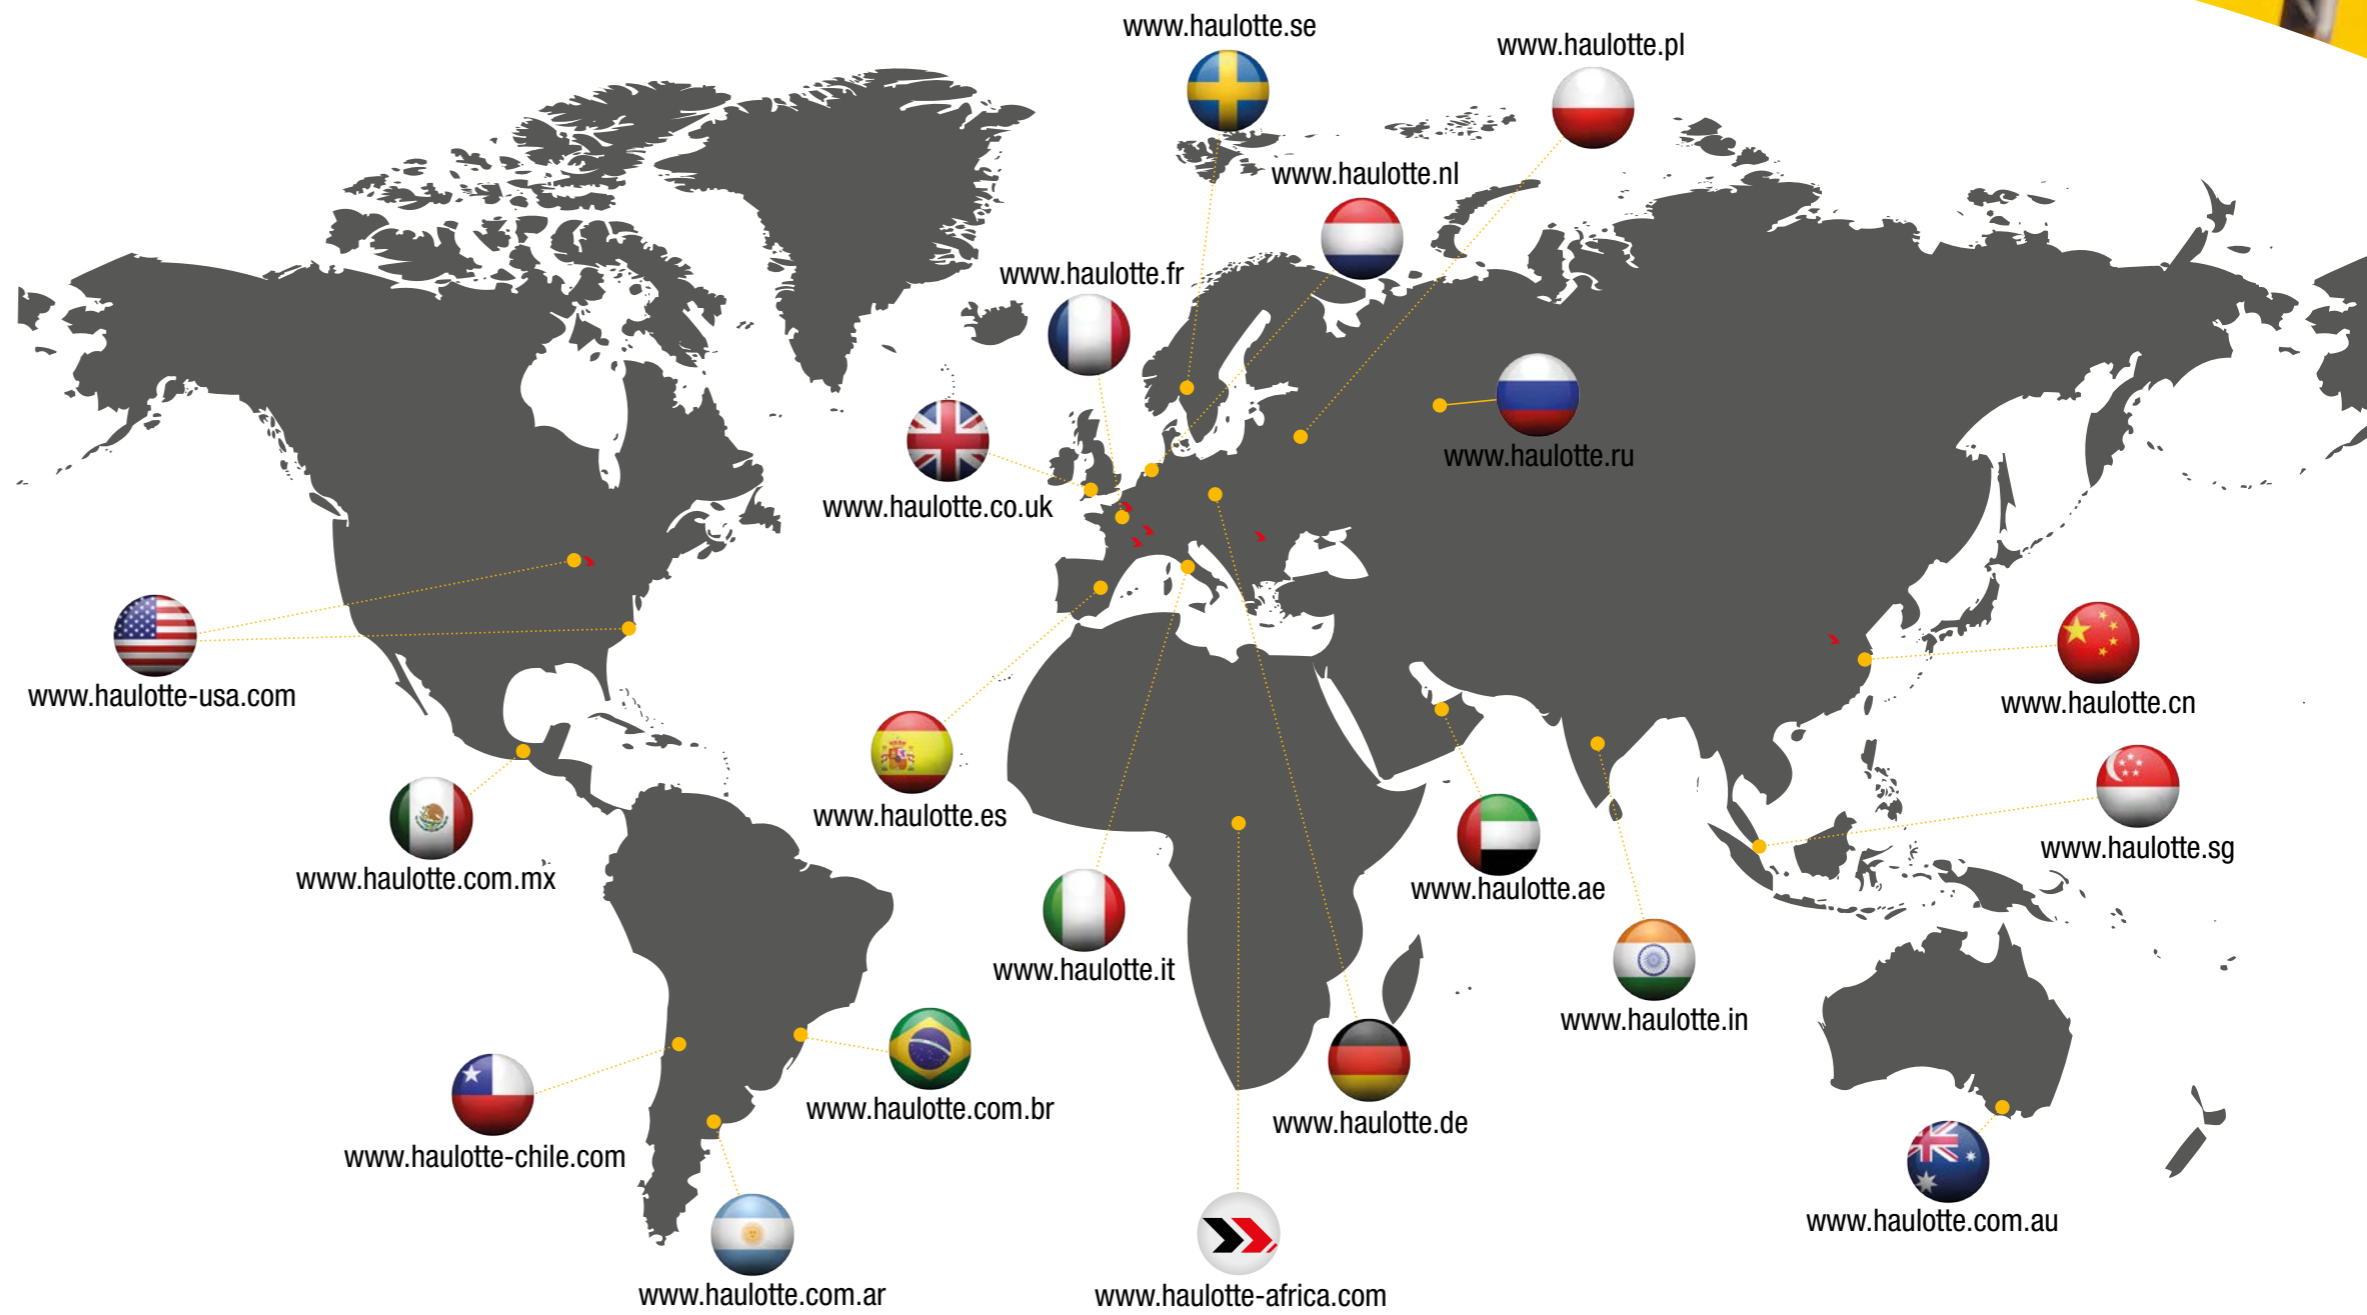 www.haulotte.se
www.haulotte.pl
www.haulotte.nl
www.haulotte.fr
www.haulotte.ru
www.haulotte.co.uk
www.haulotte-usa.com
www.haulotte.cn
www.haulotte.es
www.haulotte.sg
www.haulotte.com.mx
www.haulotte.ae
www.haulotte.it
www.haulotte.in
www.haulotte.com.br
www.haulotte.de
www.haulotte-chile.com
www.haulotte.com.au
www.haulotte.com.ar
www.haulotte-africa.com